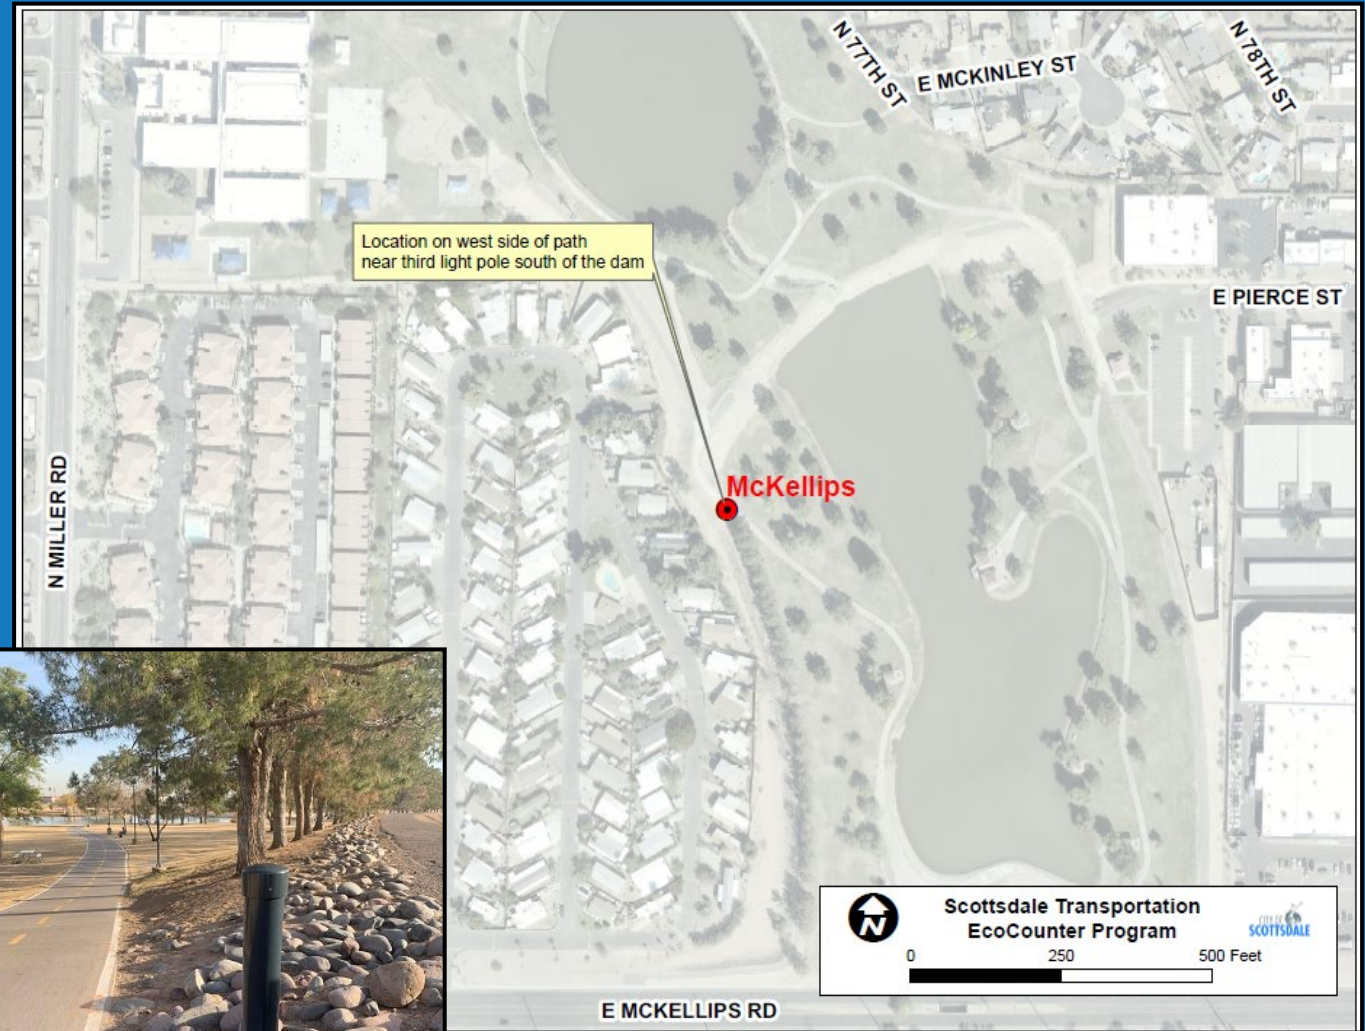 N 77TH ST
E MCKINLEY ST
N 78TH ST
Location on west side of path
near third light pole south of the dam
E PIERCE ST
McKellips
N MILLER RD
Scottsdale Transportation
EcoCounter Program
N
CITY OF
SCOTTSDALE
0 250 500 Feet
E MCKELLIPS RD